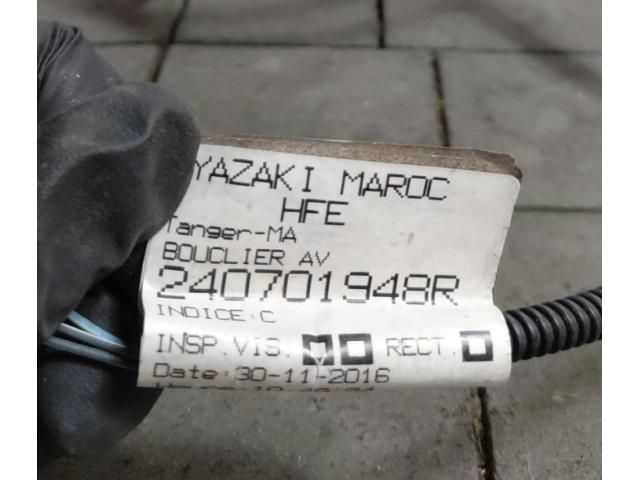 YAZAKI MAROC
HFE
Tanger-MA
BOUCLIER AV
240701948R
INDICE:C
INSP.VIS. RECT.
Date: 30-11-2016